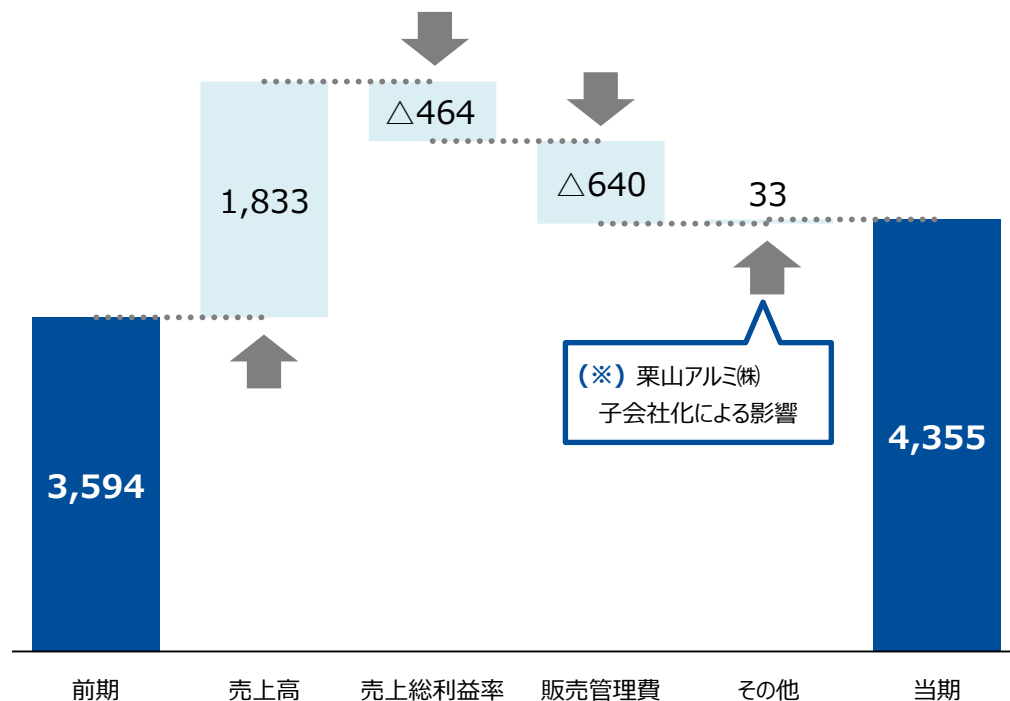 △464
1,833
△640
33
(※) 栗山アルミ㈱
子会社化による影響
3,594
4,355
前期
売上高
売上総利益率
販売管理費
その他
当期